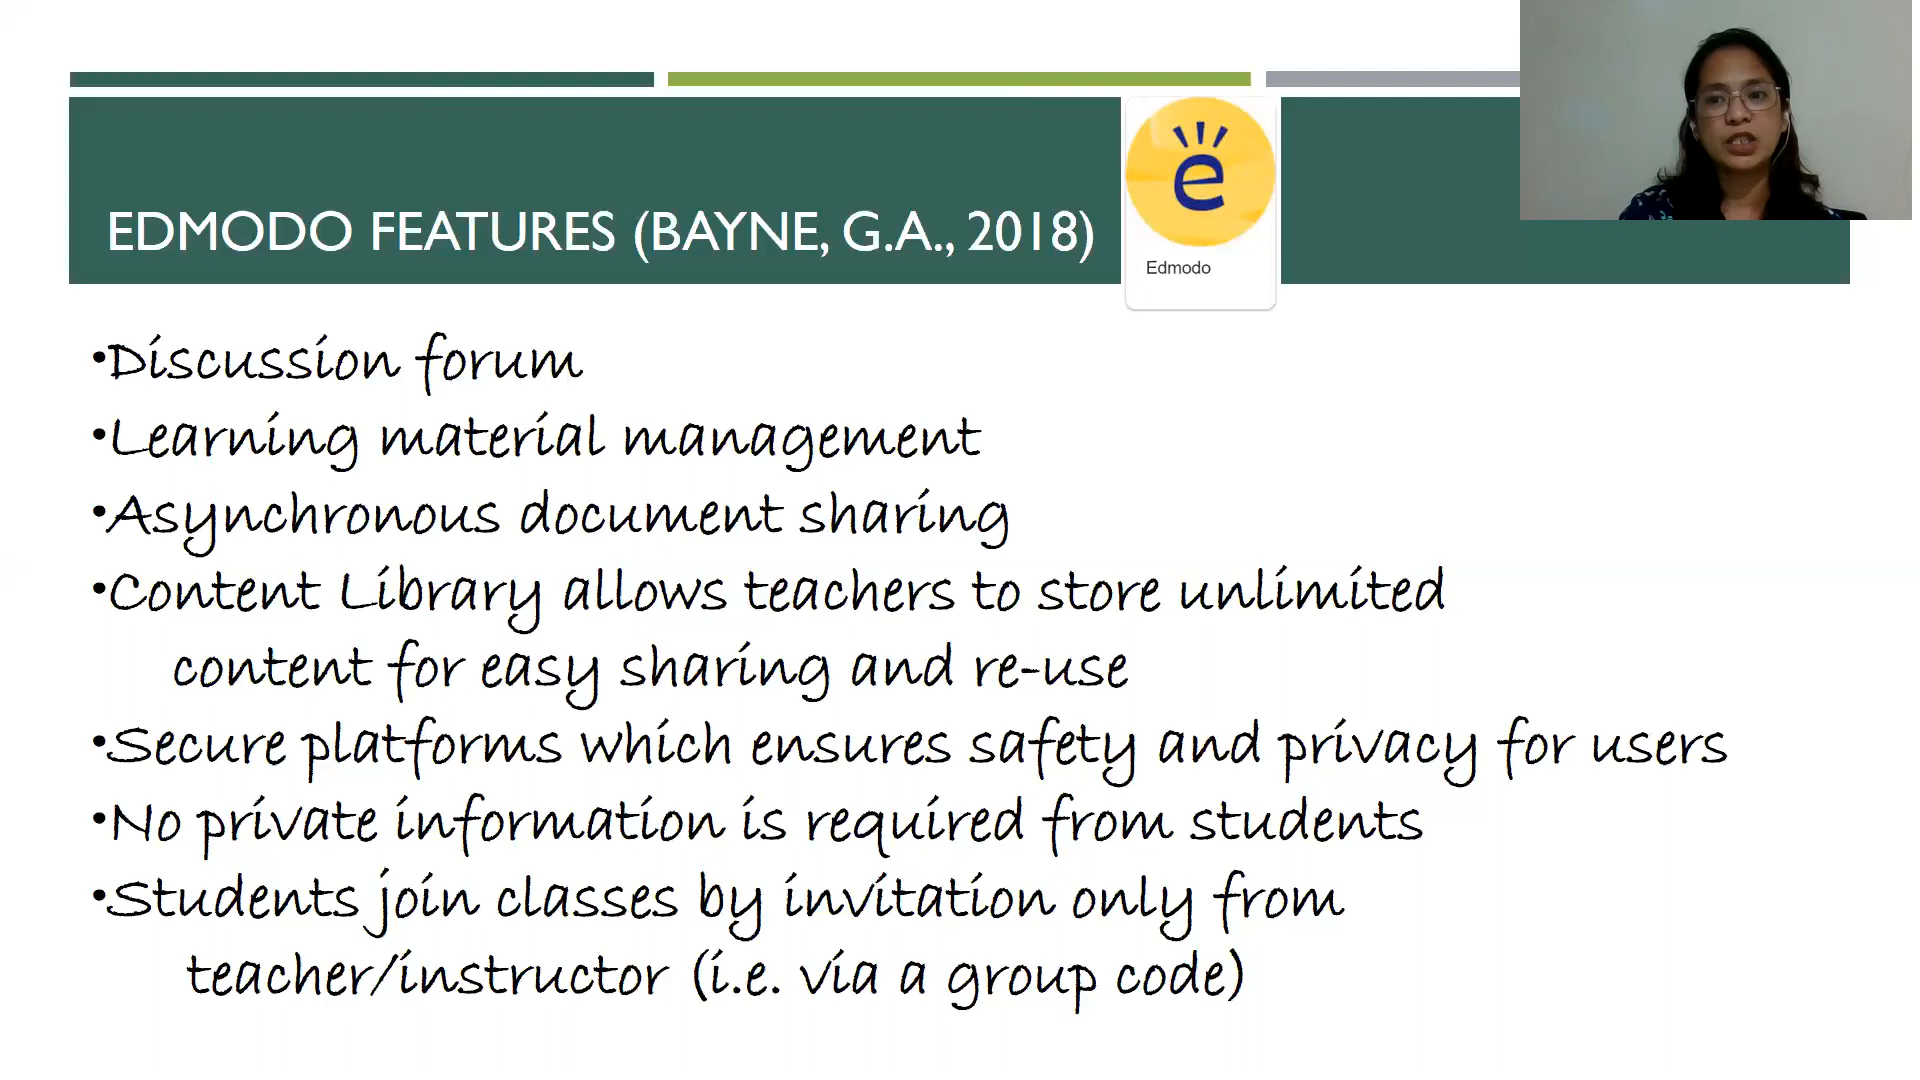 EDMODO FEATURES (BAYNE, G.A., 2018)
e
Edmodo
•Discussion forum
•Learning material management
•Asynchronous document sharing
•Content Library allows teachers to store unlimited
content for easy sharing and re-use
•Secure platforms which ensures safety and privacy for users
•No private information is required from students
•Students join classes by invitation only from
teacher/instructor (i.e. via a group code)